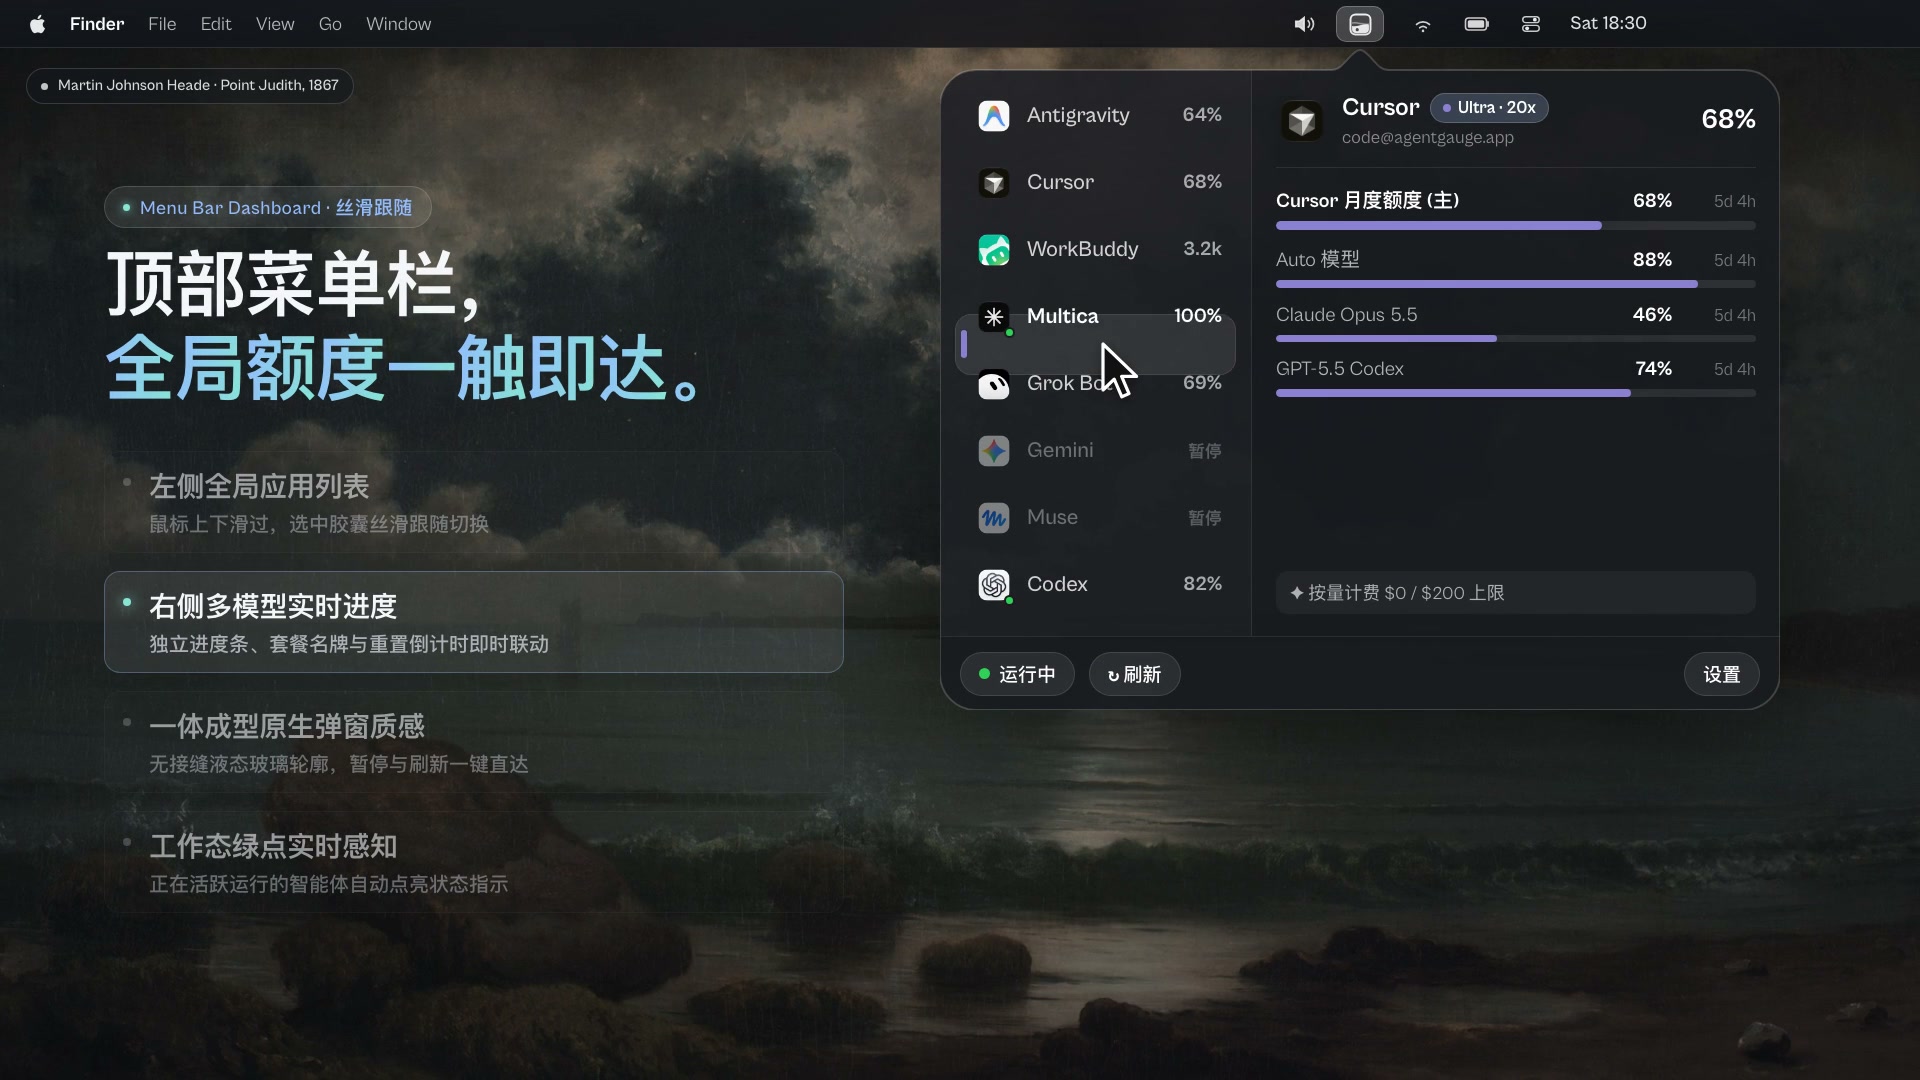 Finder File Edit View Go Window
Sat 18:30
Martin Johnson Heade · Point Judith, 1867
Menu Bar Dashboard · 丝滑跟随
顶部菜单栏，
全局额度一触即达。
左侧全局应用列表
鼠标上下滑过，选中胶囊丝滑跟随切换
右侧多模型实时进度
独立进度条、套餐名牌与重置倒计时即时联动
一体成型原生弹窗质感
无接缝液态玻璃轮廓，暂停与刷新一键直达
工作态绿点实时感知
正在活跃运行的智能体自动点亮状态指示
Antigravity 64%
Cursor 68%
WorkBuddy 3.2k
Multica 100%
Grok 69%
Gemini 暂停
Muse 暂停
Codex 82%
Cursor Ultra · 20x 68%
code@agentgauge.app
Cursor 月度额度 (主) 68% 5d 4h
Auto 模型 88% 5d 4h
Claude Opus 5.5 46% 5d 4h
GPT-5.5 Codex 74% 5d 4h
✦ 按量计费 $0 / $200 上限
运行中 ↻ 刷新 设置